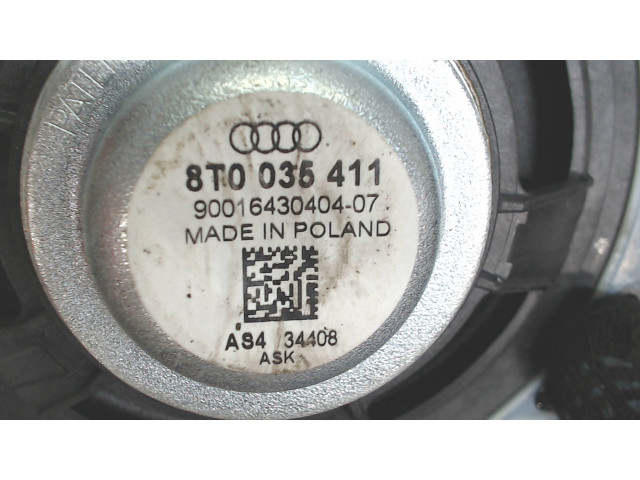 8T0 035 411
90016430404-07
MADE IN POLAND
AS4 34408
ASK